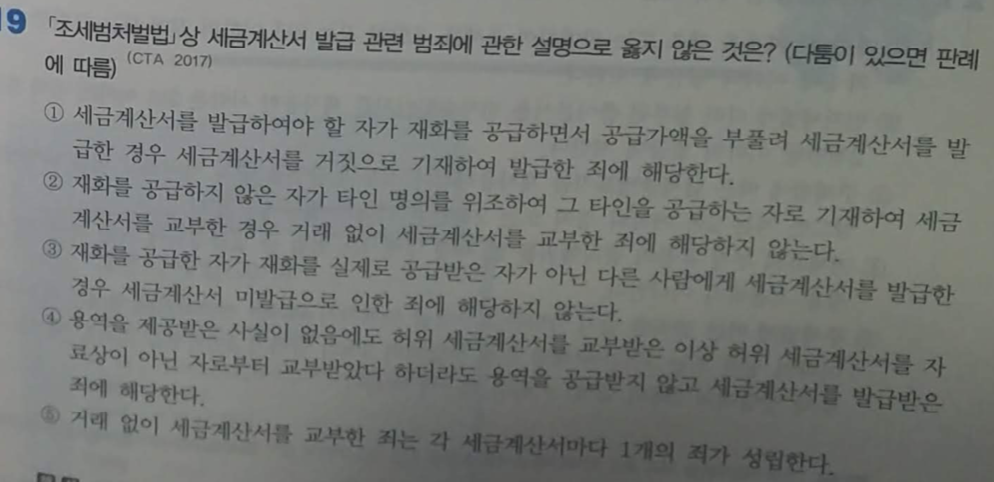 19 「조세범처벌법」상 세금계산서 발급 관련 범죄에 관한 설명으로 옳지 않은 것은? (다툼이 있으면 판례
에 따름) (CTA 2017)
① 세금계산서를 발급하여야 할 자가 재화를 공급하면서 공급가액을 부풀려 세금계산서를 발
급한 경우 세금계산서를 거짓으로 기재하여 발급한 죄에 해당한다.
② 재화를 공급하지 않은 자가 타인 명의를 위조하여 그 타인을 공급하는 자로 기재하여 세금
계산서를 교부한 경우 거래 없이 세금계산서를 교부한 죄에 해당하지 않는다.
③ 재화를 공급한 자가 재화를 실제로 공급받은 자가 아닌 다른 사람에게 세금계산서를 발급한
경우 세금계산서 미발급으로 인한 죄에 해당하지 않는다.
④ 용역을 제공받은 사실이 없음에도 허위 세금계산서를 교부받은 이상 허위 세금계산서를 자
료상이 아닌 자로부터 교부받았다 하더라도 용역을 공급받지 않고 세금계산서를 발급받은
죄에 해당한다.
⑤ 거래 없이 세금계산서를 교부한 죄는 각 세금계산서마다 1개의 죄가 성립한다.